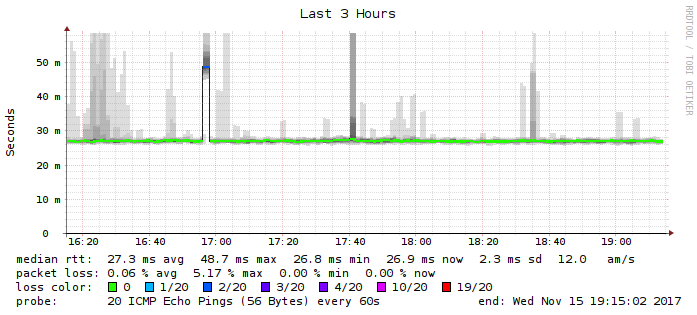 Last 3 Hours
RRDTOOL / TOBI OETIKER
Seconds
50 m
40 m
30 m
20 m
10 m
0
16:20 16:40 17:00 17:20 17:40 18:00 18:20 18:40 19:00
median rtt: 27.3 ms avg 48.7 ms max 26.8 ms min 26.9 ms now 2.3 ms sd 12.0 am/s
packet loss: 0.06 % avg 5.17 % max 0.00 % min 0.00 % now
loss color: 0 1/20 2/20 3/20 4/20 10/20 19/20
probe: 20 ICMP Echo Pings (56 Bytes) every 60s end: Wed Nov 15 19:15:02 2017